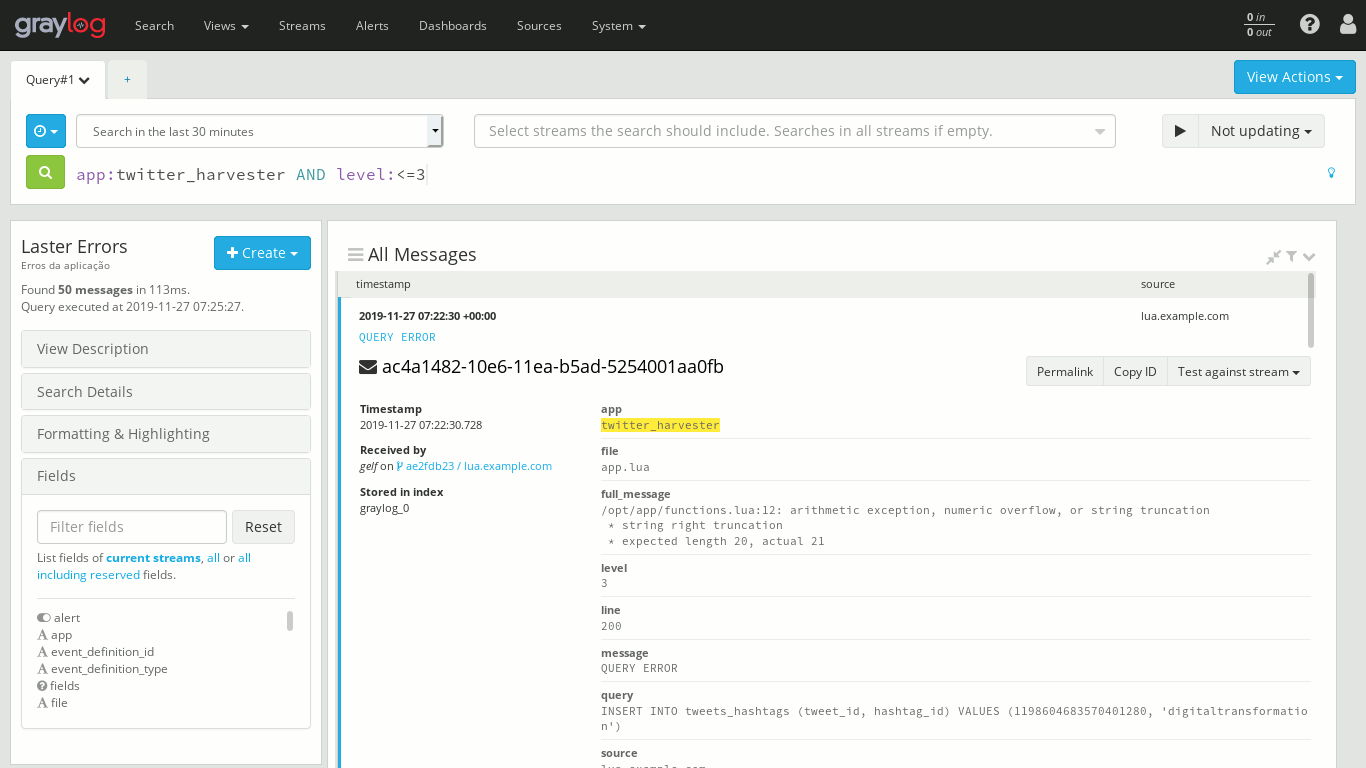 graylog Search Views Streams Alerts Dashboards Sources System 0 in
0 out
Query#1 + View Actions
Search in the last 30 minutes Select streams the search should include. Searches in all streams if empty. Not updating
app:twitter_harvester AND level:<=3
Laster Errors
Erros da aplicação
Create
Found 50 messages in 113ms.
Query executed at 2019-11-27 07:25:27.
View Description
Search Details
Formatting & Highlighting
Fields
Filter fields Reset
List fields of current streams, all or all
including reserved fields.
alert
app
event_definition_id
event_definition_type
fields
file
All Messages
timestamp source
2019-11-27 07:22:30 +00:00 lua.example.com
QUERY ERROR
ac4a1482-10e6-11ea-b5ad-5254001aa0fb Permalink Copy ID Test against stream
Timestamp
2019-11-27 07:22:30.728
Received by
gelf on ae2fdb23 / lua.example.com
Stored in index
graylog_0
app
twitter_harvester
file
app.lua
full_message
/opt/app/functions.lua:12: arithmetic exception, numeric overflow, or string truncation
* string right truncation
* expected length 20, actual 21
level
3
line
200
message
QUERY ERROR
query
INSERT INTO tweets_hashtags (tweet_id, hashtag_id) VALUES (1198604683570401280, 'digitaltransformatio
n')
source